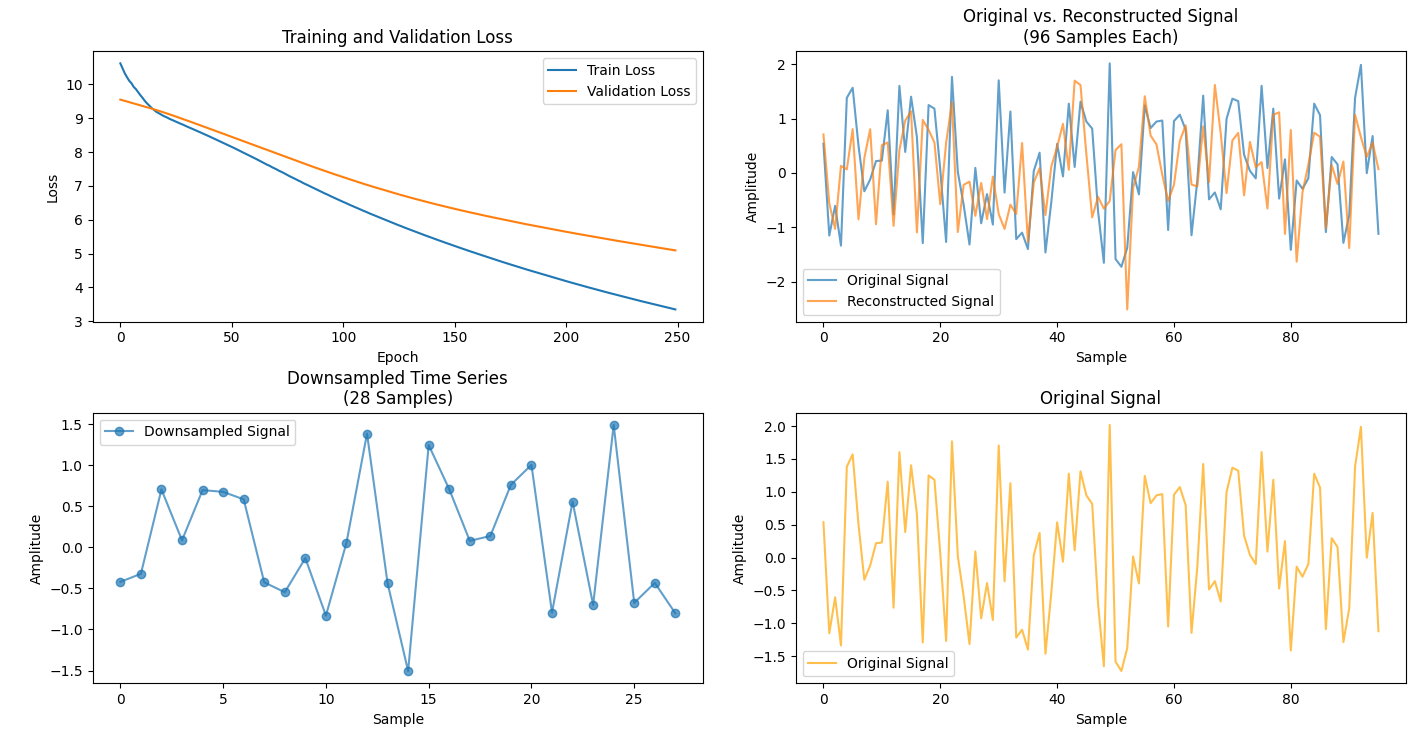 Training and Validation Loss
Train Loss
Validation Loss
10
9
8
7
6
5
4
3
Loss
0 50 100 150 200 250
Epoch
Original vs. Reconstructed Signal
(96 Samples Each)
2
1
0
−1
−2
Amplitude
Original Signal
Reconstructed Signal
0 20 40 60 80
Sample
Downsampled Time Series
(28 Samples)
Downsampled Signal
1.5
1.0
0.5
0.0
−0.5
−1.0
−1.5
Amplitude
0 5 10 15 20 25
Sample
Original Signal
2.0
1.5
1.0
0.5
0.0
−0.5
−1.0
−1.5
Amplitude
Original Signal
0 20 40 60 80
Sample